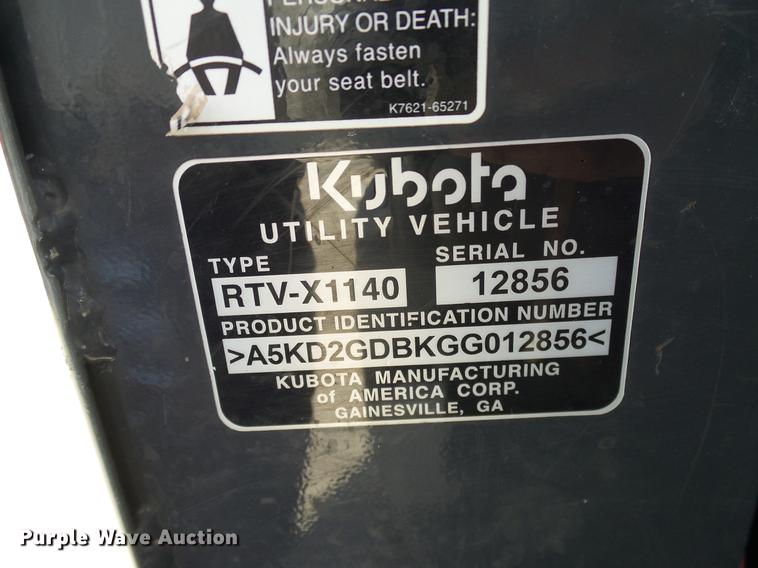 INJURY OR DEATH:
Always fasten
your seat belt.
K7621-65271
Kubota
UTILITY VEHICLE
TYPE
SERIAL NO.
RTV-X1140
12856
PRODUCT IDENTIFICATION NUMBER
>A5KD2GDBKGG012856<
KUBOTA MANUFACTURING
of AMERICA CORP.
GAINESVILLE, GA
Purple Wave Auction